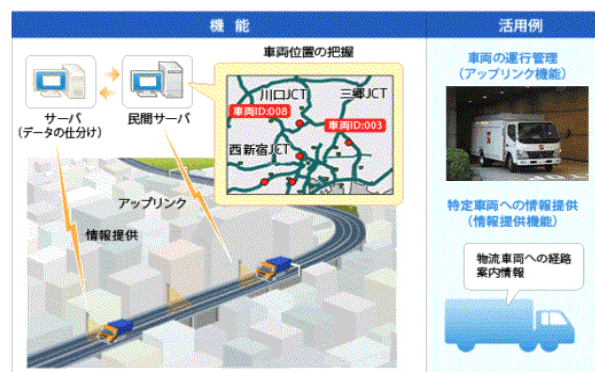 機 能
活用例
車両位置の把握
サーバ
(データの仕分け)
民間サーバ
川口JCT
三郷JCT
車両ID:008
車両ID:003
西新宿JCT
アップリンク
情報提供
車両の運行管理
(アップリンク機能)
特定車両への情報提供
(情報提供機能)
物流車両への経路
案内情報